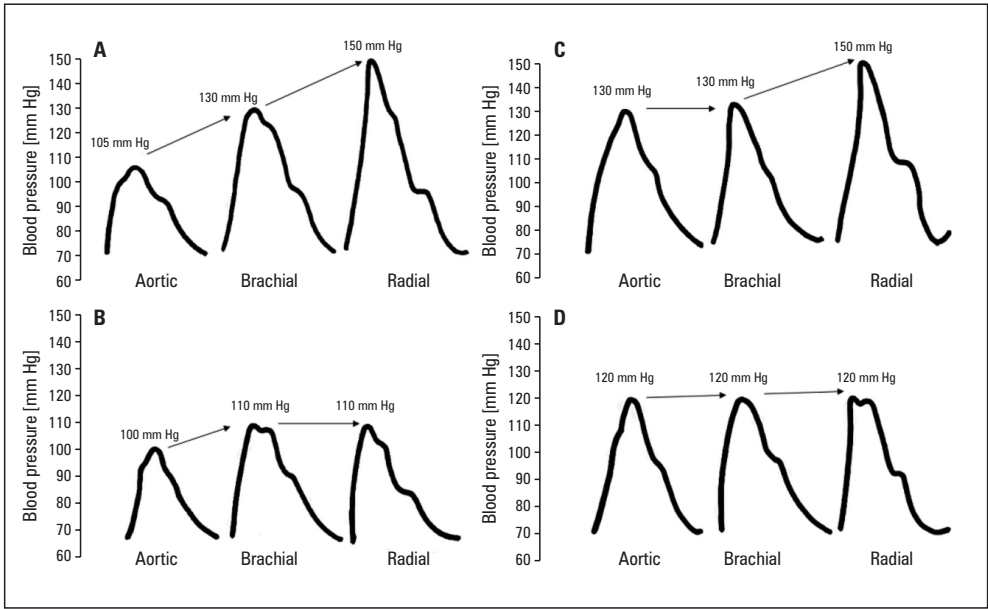 A
Blood pressure [mm Hg]
150
140
130
120
110
100
90
80
70
60
105 mm Hg
130 mm Hg
150 mm Hg
Aortic
Brachial
Radial
C
Blood pressure [mm Hg]
150
140
130
120
110
100
90
80
70
60
130 mm Hg
130 mm Hg
150 mm Hg
Aortic
Brachial
Radial
B
Blood pressure [mm Hg]
150
140
130
120
110
100
90
80
70
60
100 mm Hg
110 mm Hg
110 mm Hg
Aortic
Brachial
Radial
D
Blood pressure [mm Hg]
150
140
130
120
110
100
90
80
70
60
120 mm Hg
120 mm Hg
120 mm Hg
Aortic
Brachial
Radial